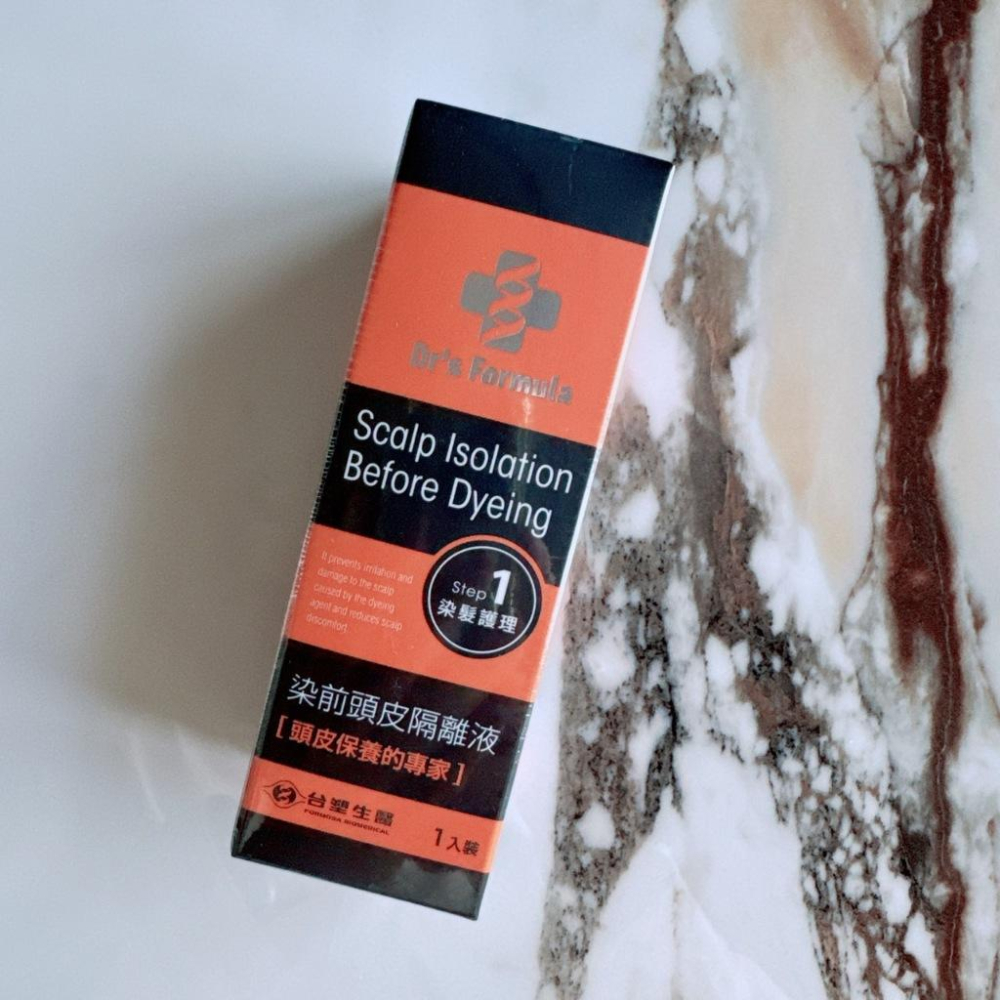 Dr's Formula
Scalp Isolation
Before Dyeing
It prevents irritation and
damage to the scalp
caused by the dyeing
agent and reduces scalp
discomfort
Step 1
染髮護理
染前頭皮隔離液
[ 頭皮保養的專家 ]
台塑生醫
FORMOSA BIOMEDICAL
1入裝